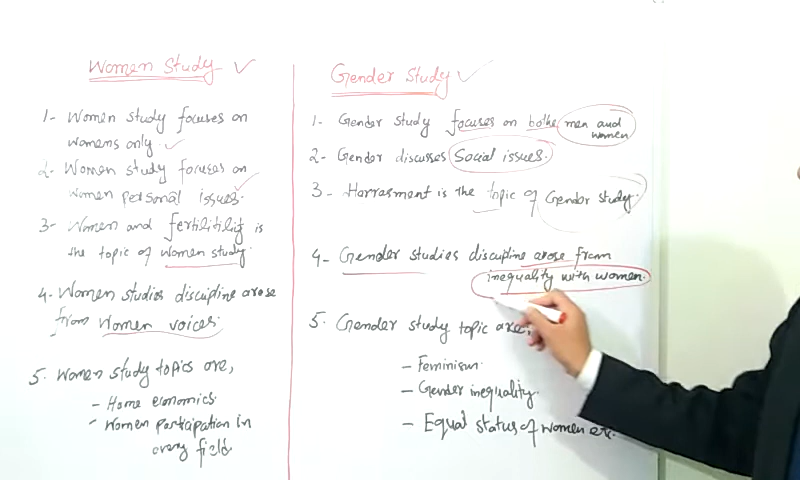 Women Study
1- Women study focuses on
womens only.
2- Women study focuses on
women personal issues.
3- Women and fertilitily is
the topic of women study.
4- Women studies discipline arose
from women voices.
5. Women study topics are,
- Home economics.
- Women participation in
every field.
Gender Study
1- Gender study focuses on bothe men and
women
2- Gender discusses Social issues.
3- Harrasment is the topic of Gender study.
4- Gender studies discipline arose from
inequality with women.
5. Gender study topic are,
- Feminism.
- Gender inequality.
- Equal status of women etc.